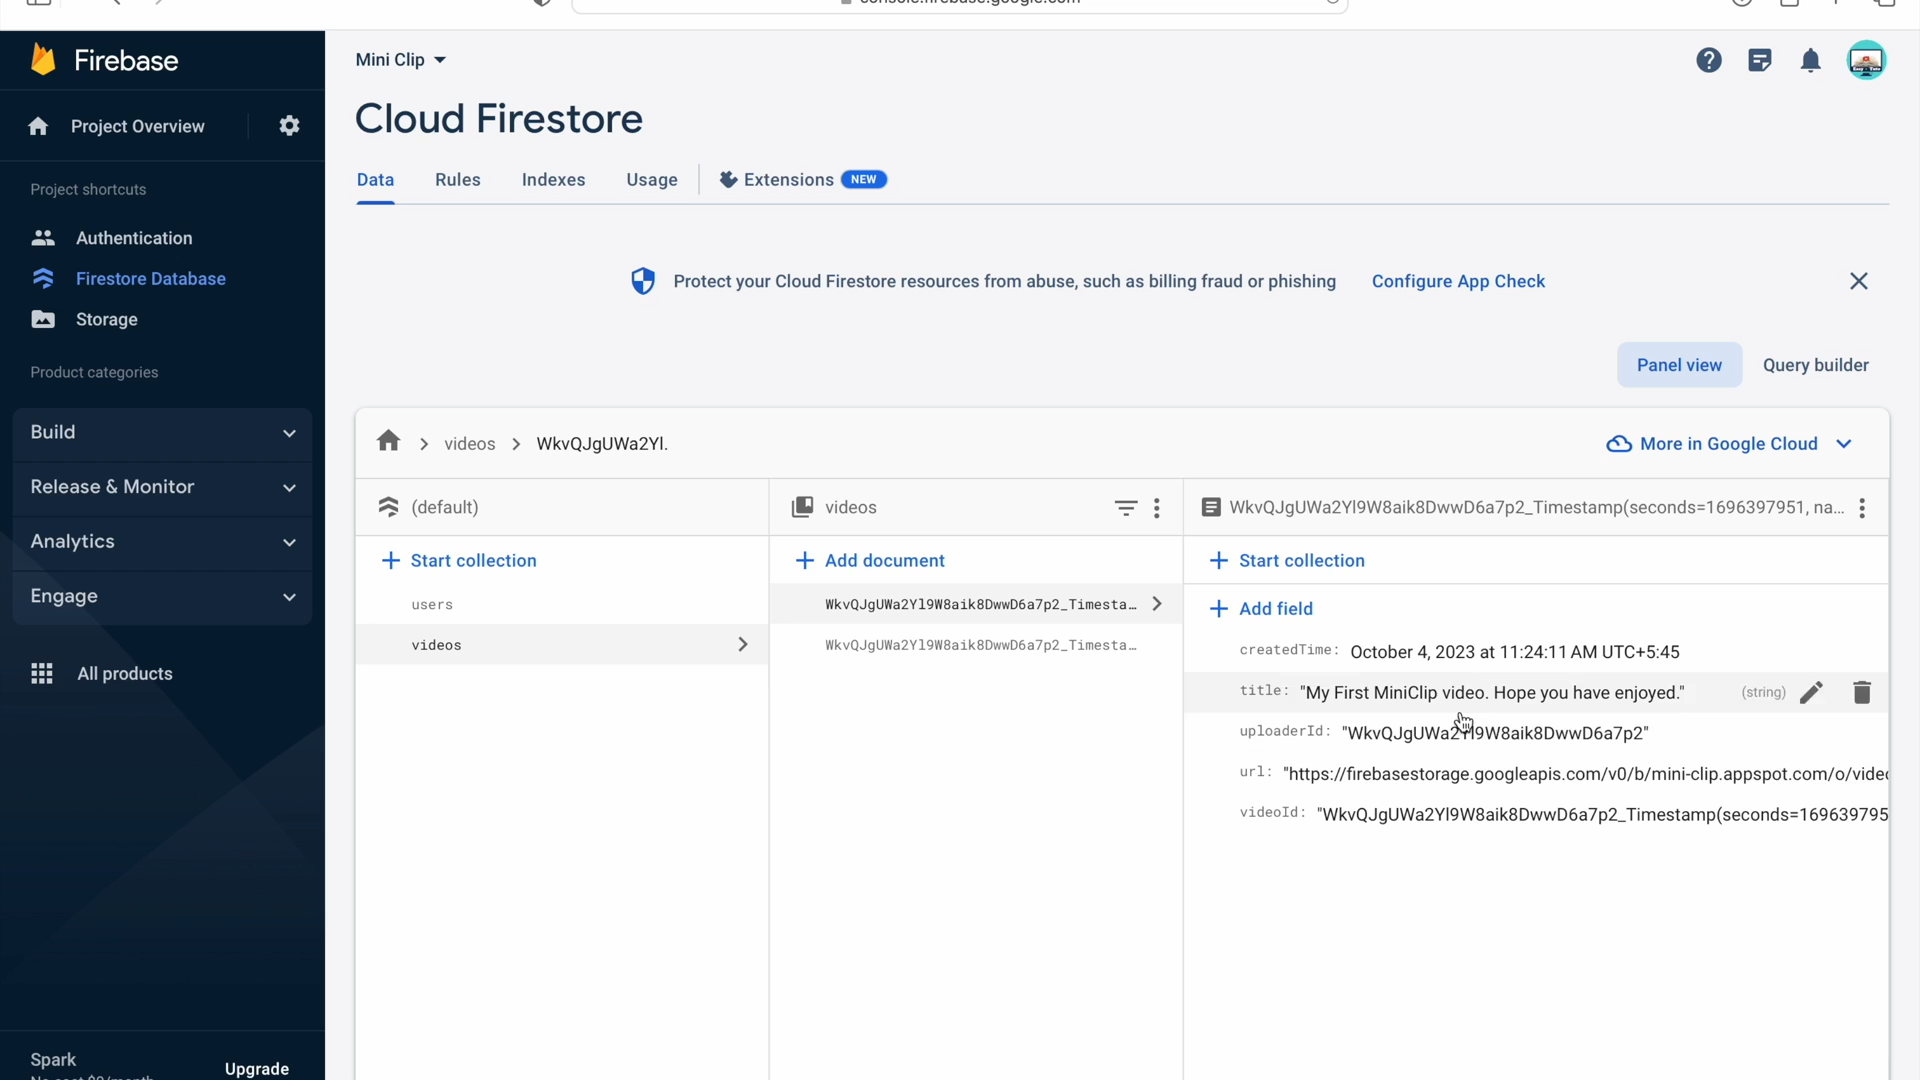 Firebase
Project Overview
Project shortcuts
Authentication
Firestore Database
Storage
Product categories
Build
Release & Monitor
Analytics
Engage
All products
Spark
Upgrade
Mini Clip
Cloud Firestore
Data Rules Indexes Usage Extensions NEW
Protect your Cloud Firestore resources from abuse, such as billing fraud or phishing Configure App Check
Panel view Query builder
videos WkvQJgUWa2Yl. More in Google Cloud
(default)
Start collection
users
videos
videos
Add document
WkvQJgUWa2Yl9W8aik8DwwD6a7p2_Timesta…
WkvQJgUWa2Yl9W8aik8DwwD6a7p2_Timesta…
WkvQJgUWa2Yl9W8aik8DwwD6a7p2_Timestamp(seconds=1696397951, na…
Start collection
Add field
createdTime: October 4, 2023 at 11:24:11 AM UTC+5:45
title: "My First MiniClip video. Hope you have enjoyed." (string)
uploaderId: "WkvQJgUWa2Yl9W8aik8DwwD6a7p2"
url: "https://firebasestorage.googleapis.com/v0/b/mini-clip.appspot.com/o/video
videoId: "WkvQJgUWa2Yl9W8aik8DwwD6a7p2_Timestamp(seconds=169639795